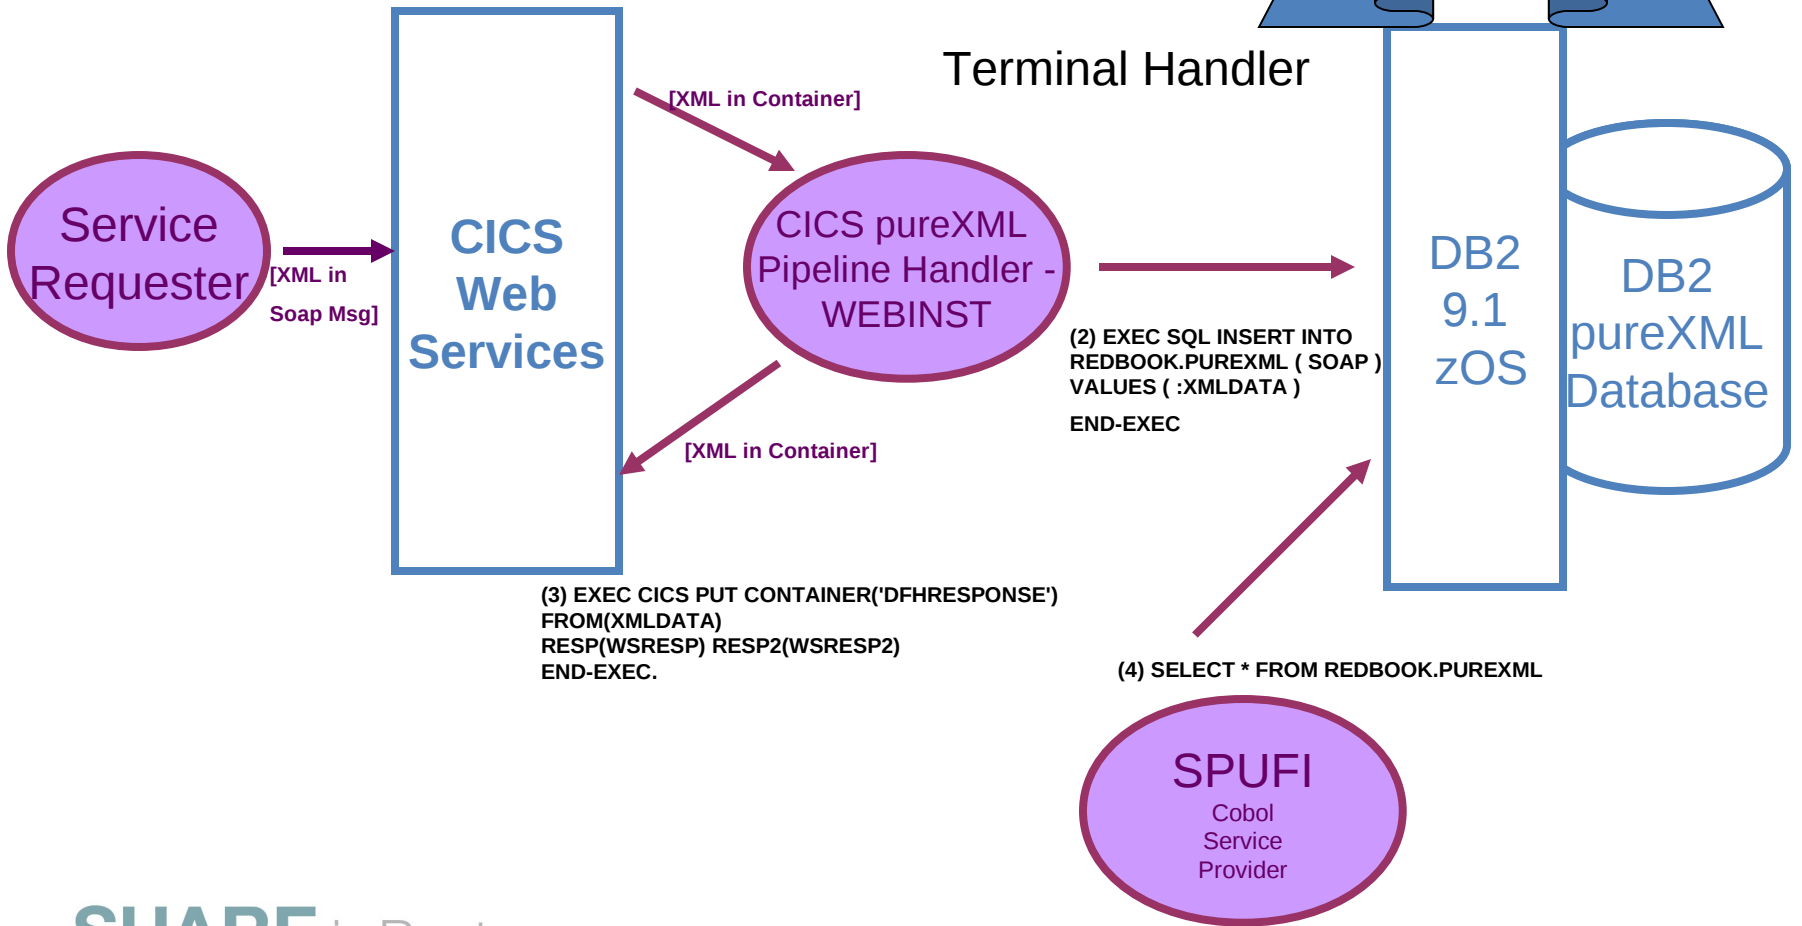 Terminal Handler
[XML in Container]
Service
Requester
[XML in
Soap Msg]
CICS
Web
Services
CICS pureXML
Pipeline Handler -
WEBINST
[XML in Container]
(2) EXEC SQL INSERT INTO
REDBOOK.PUREXML ( SOAP )
VALUES ( :XMLDATA )
END-EXEC
DB2
9.1
zOS
DB2
pureXML
Database
(3) EXEC CICS PUT CONTAINER('DFHRESPONSE')
FROM(XMLDATA)
RESP(WSRESP) RESP2(WSRESP2)
END-EXEC.
(4) SELECT * FROM REDBOOK.PUREXML
SPUFI
Cobol
Service
Provider
SHARE in